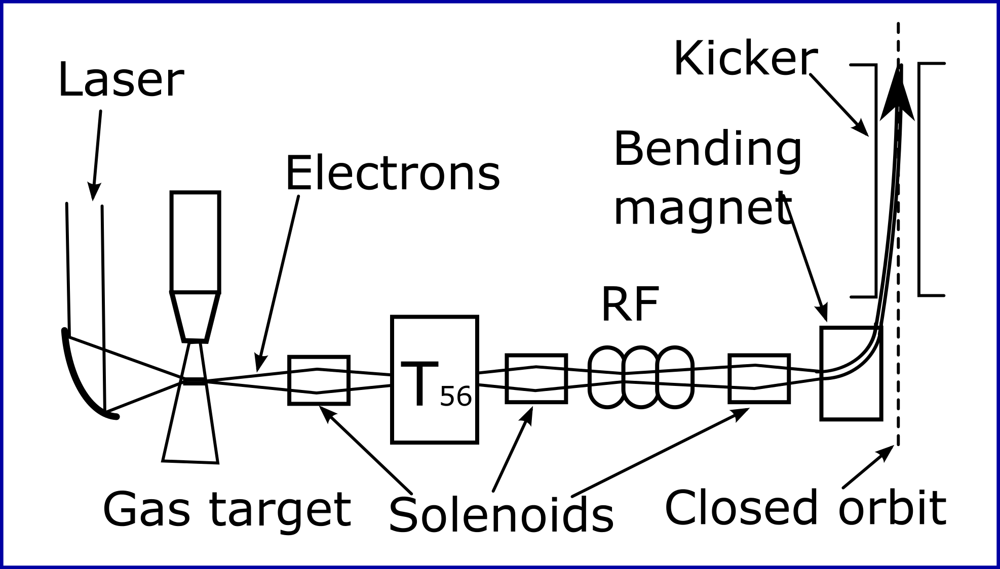 Laser
Kicker
Electrons
Bending
magnet
RF
T56
Gas target
Solenoids
Closed orbit